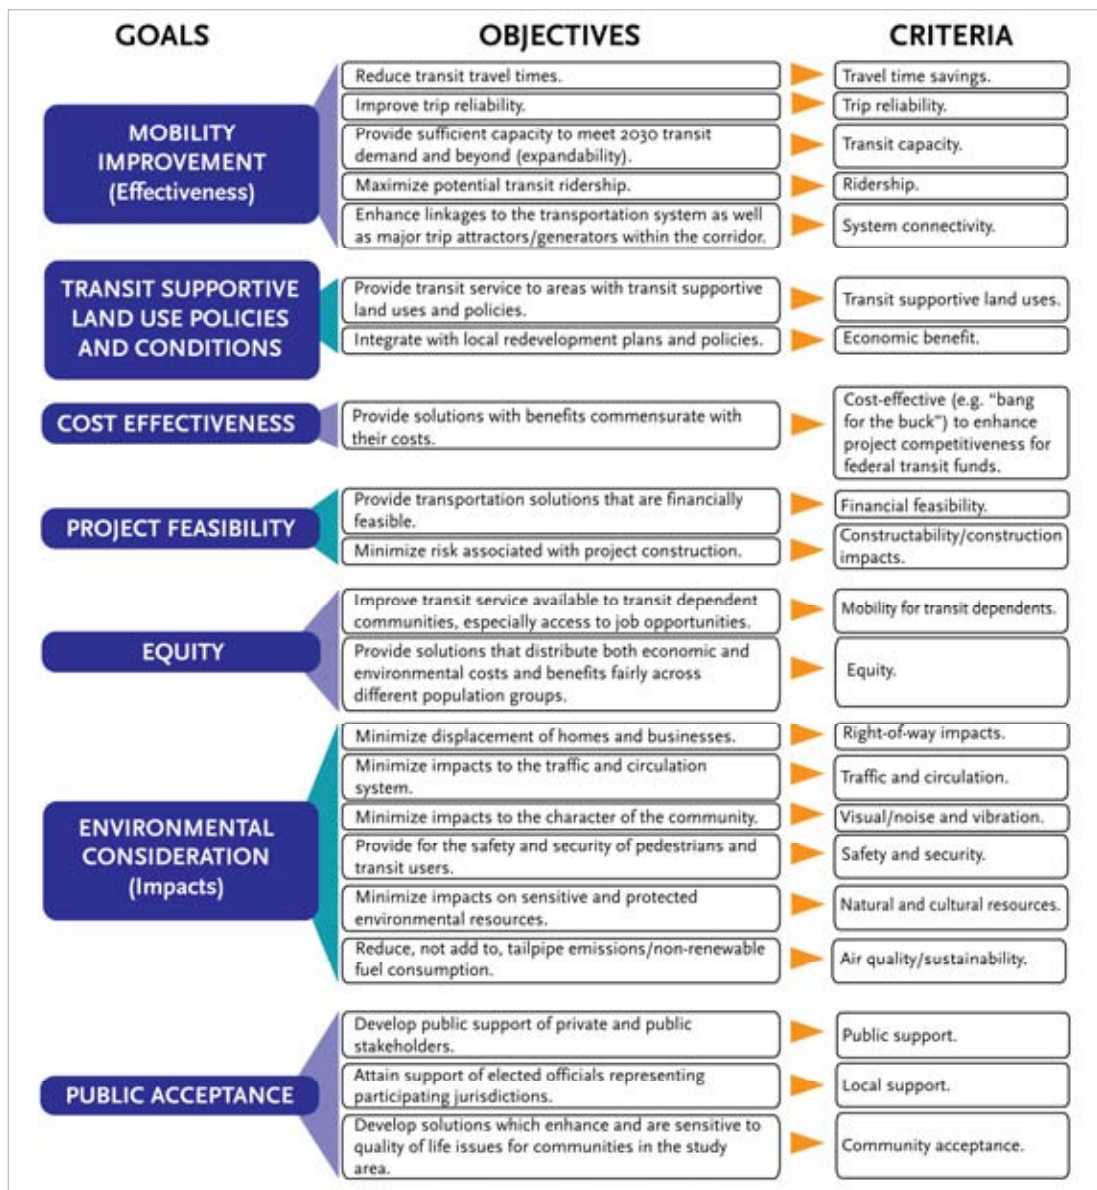 GOALS
OBJECTIVES
CRITERIA
MOBILITY
IMPROVEMENT
(Effectiveness)
Reduce transit travel times.
Travel time savings.
Improve trip reliability.
Trip reliability.
Provide sufficient capacity to meet 2030 transit
demand and beyond (expandability).
Transit capacity.
Maximize potential transit ridership.
Ridership.
Enhance linkages to the transportation system as well
as major trip attractors/generators within the corridor.
System connectivity.
TRANSIT SUPPORTIVE
LAND USE POLICIES
AND CONDITIONS
Provide transit service to areas with transit supportive
land uses and policies.
Transit supportive land uses.
Integrate with local redevelopment plans and policies.
Economic benefit.
COST EFFECTIVENESS
Provide solutions with benefits commensurate with
their costs.
Cost-effective (e.g. “bang
for the buck”) to enhance
project competitiveness for
federal transit funds.
PROJECT FEASIBILITY
Provide transportation solutions that are financially
feasible.
Financial feasibility.
Minimize risk associated with project construction.
Constructability/construction
impacts.
EQUITY
Improve transit service available to transit dependent
communities, especially access to job opportunities.
Mobility for transit dependents.
Provide solutions that distribute both economic and
environmental costs and benefits fairly across
different population groups.
Equity.
ENVIRONMENTAL
CONSIDERATION
(Impacts)
Minimize displacement of homes and businesses.
Right-of-way impacts.
Minimize impacts to the traffic and circulation
system.
Traffic and circulation.
Minimize impacts to the character of the community.
Visual/noise and vibration.
Provide for the safety and security of pedestrians and
transit users.
Safety and security.
Minimize impacts on sensitive and protected
environmental resources.
Natural and cultural resources.
Reduce, not add to, tailpipe emissions/non-renewable
fuel consumption.
Air quality/sustainability.
PUBLIC ACCEPTANCE
Develop public support of private and public
stakeholders.
Public support.
Attain support of elected officials representing
participating jurisdictions.
Local support.
Develop solutions which enhance and are sensitive to
quality of life issues for communities in the study
area.
Community acceptance.